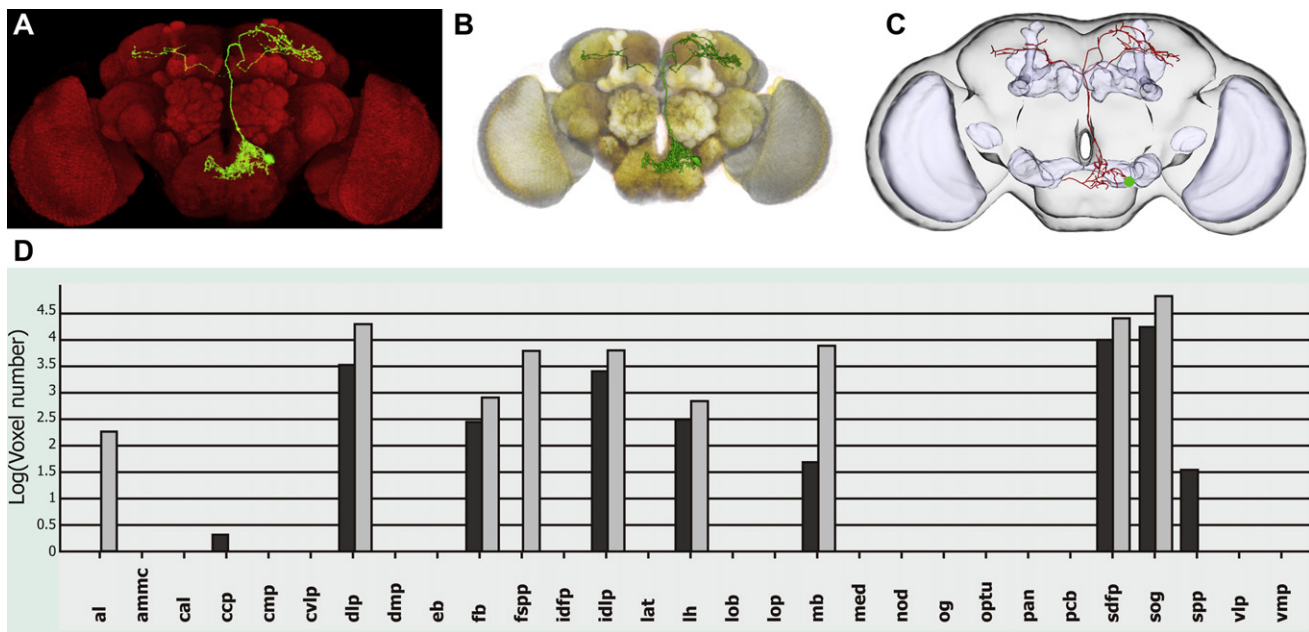 A
B
C
D
Log(Voxel number)
4.5
4
3.5
3
2.5
2
1.5
1
0.5
0
al
ammc
cal
ccp
cmp
cvlp
dlp
dmp
eb
fb
fspp
idfp
idlp
lat
lh
lob
lop
mb
med
nod
og
optu
pan
pcb
sdfp
sog
spp
vlp
vmp